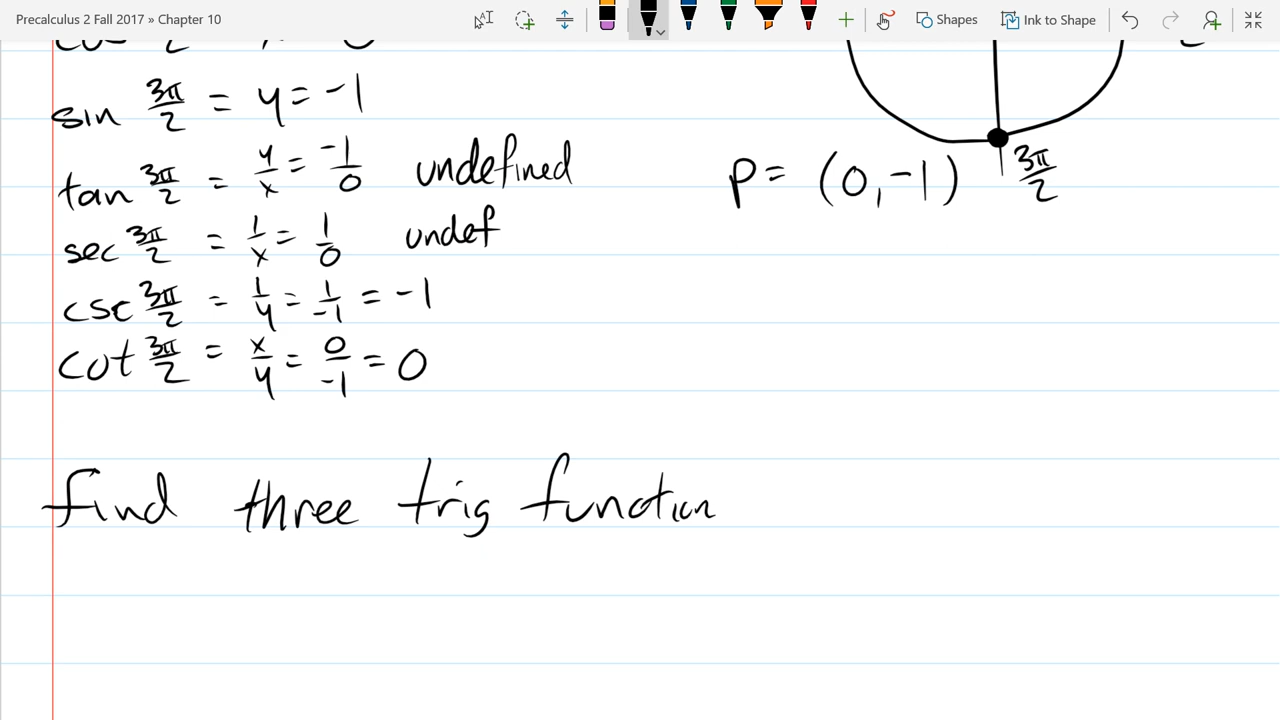 Precalculus 2 Fall 2017 » Chapter 10
Shapes
Ink to Shape
sin 3π/2 = y = -1
tan 3π/2 = y/x = -1/0 undefined
sec 3π/2 = 1/x = 1/0 undef
csc 3π/2 = 1/y = 1/-1 = -1
cot 3π/2 = x/y = 0/-1 = 0
P = (0, -1) 3π/2
find three trig function